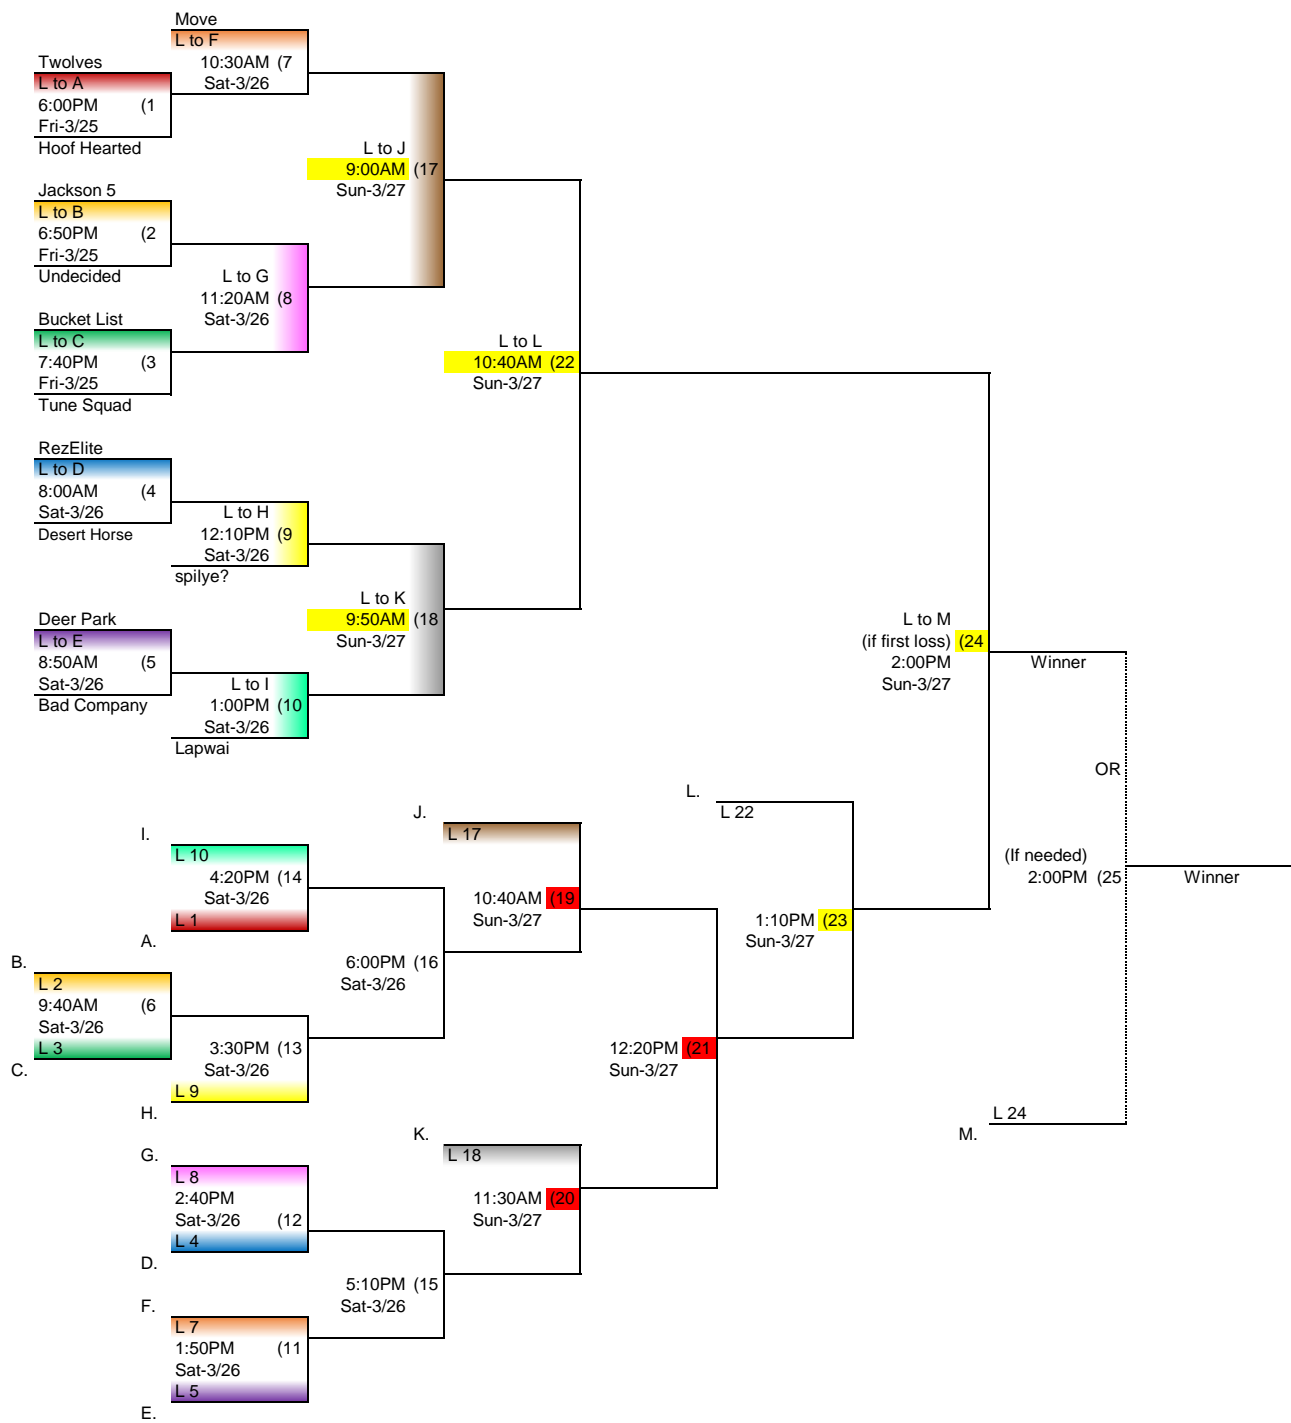 Move
L to F
10:30AM (7
Sat-3/26
Twolves
L to A
6:00PM (1
Fri-3/25
Hoof Hearted
L to J
9:00AM (17
Sun-3/27
Jackson 5
L to B
6:50PM (2
Fri-3/25
Undecided
L to G
11:20AM (8
Sat-3/26
Bucket List
L to C
7:40PM (3
Fri-3/25
Tune Squad
L to L
10:40AM (22
Sun-3/27
RezElite
L to D
8:00AM (4
Sat-3/26
Desert Horse
L to H
12:10PM (9
Sat-3/26
spilye?
L to K
9:50AM (18
Sun-3/27
Deer Park
L to E
8:50AM (5
Sat-3/26
Bad Company
L to I
1:00PM (10
Sat-3/26
Lapwai
L to M
(if first loss) (24
2:00PM
Sun-3/27
Winner
OR
(If needed)
2:00PM (25
Winner
L.
L 22
J.
L 17
I.
L 10
4:20PM (14
Sat-3/26
L 1
A.
10:40AM (19
Sun-3/27
1:10PM (23
Sun-3/27
B.
L 2
9:40AM (6
Sat-3/26
L 3
C.
6:00PM (16
Sat-3/26
3:30PM (13
Sat-3/26
L 9
H.
12:20PM (21
Sun-3/27
L 24
M.
K.
L 18
G.
L 8
2:40PM
Sat-3/26 (12
L 4
D.
11:30AM (20
Sun-3/27
5:10PM (15
Sat-3/26
F.
L 7
1:50PM (11
Sat-3/26
L 5
E.